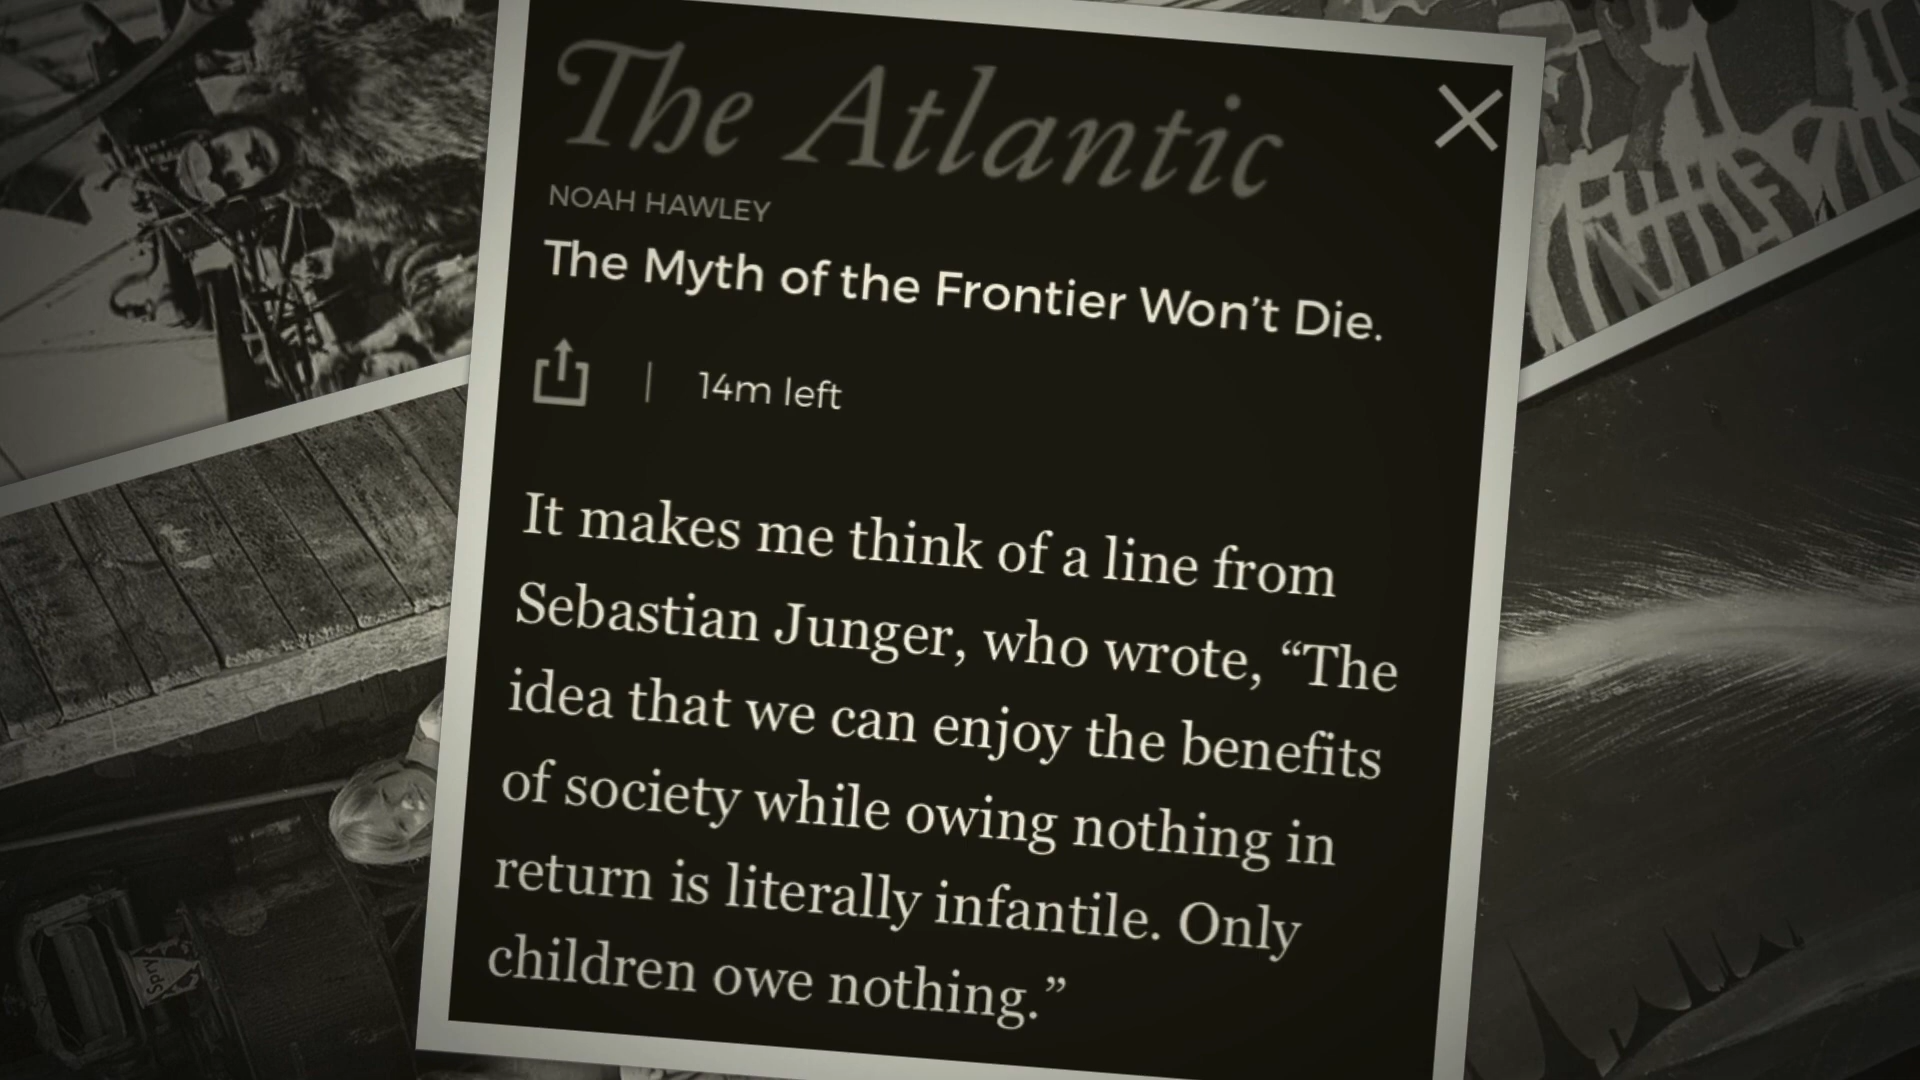 The Atlantic
NOAH HAWLEY
The Myth of the Frontier Won’t Die.
14m left
It makes me think of a line from
Sebastian Junger, who wrote, “The
idea that we can enjoy the benefits
of society while owing nothing in
return is literally infantile. Only
children owe nothing.”
Spry